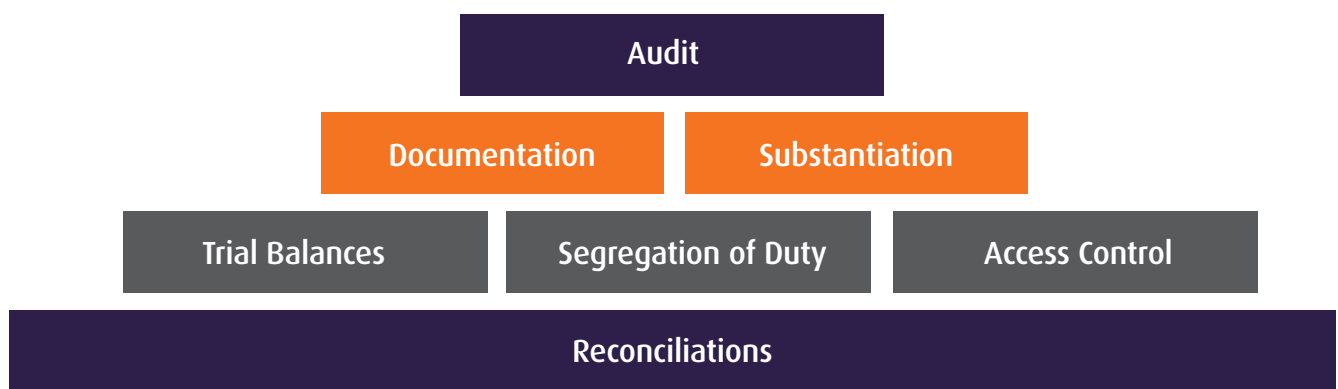 Audit
Documentation Substantiation
Trial Balances Segregation of Duty Access Control
Reconciliations